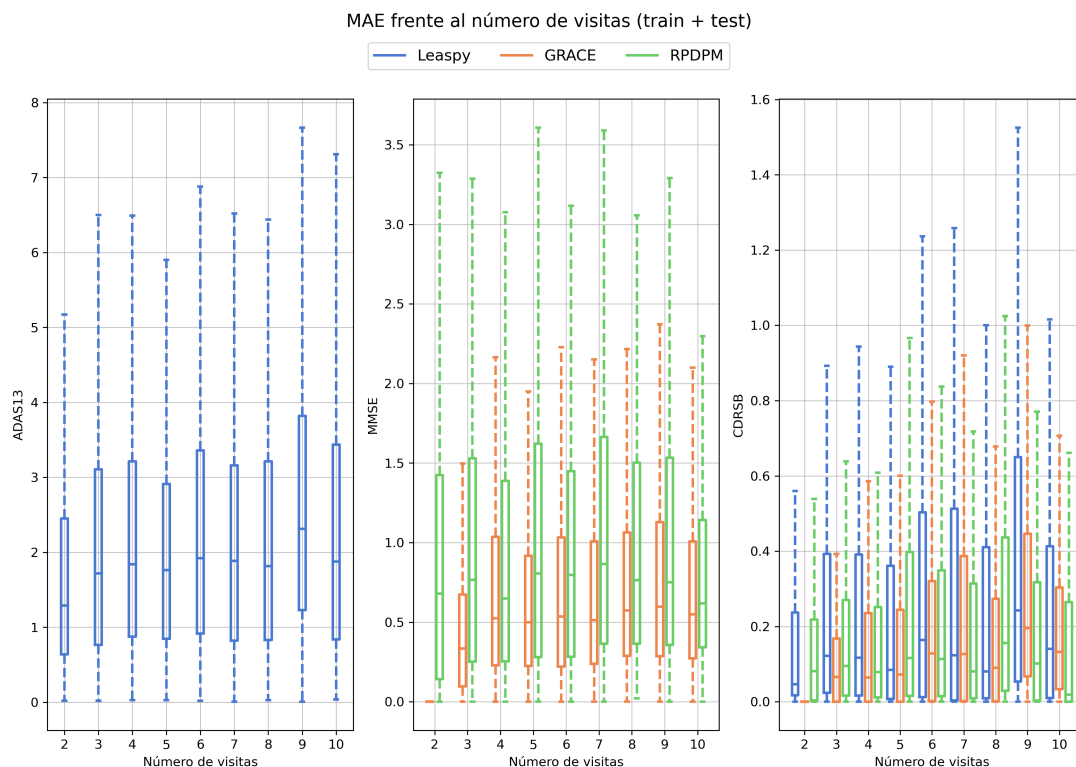 MAE frente al número de visitas (train + test)
Leaspy GRACE RPDPM
ADAS13
8
7
6
5
4
3
2
1
0
2 3 4 5 6 7 8 9 10
Número de visitas
MMSE
3.5
3.0
2.5
2.0
1.5
1.0
0.5
0.0
2 3 4 5 6 7 8 9 10
Número de visitas
CDRSB
1.6
1.4
1.2
1.0
0.8
0.6
0.4
0.2
0.0
2 3 4 5 6 7 8 9 10
Número de visitas